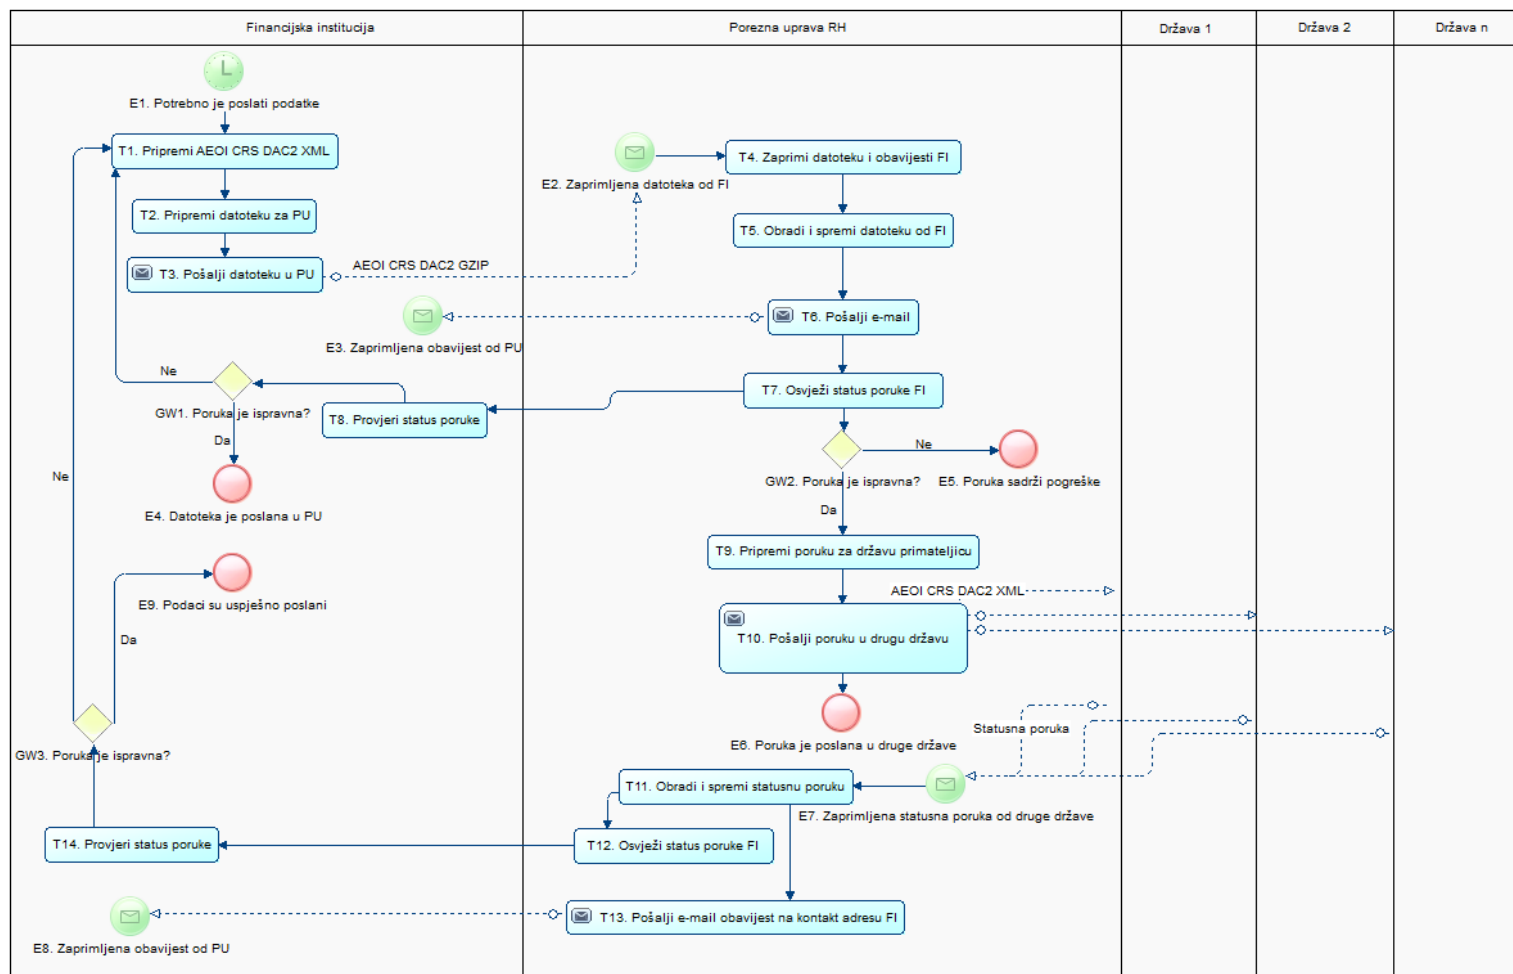 Financijska institucija
Porezna uprava RH
Država 1
Država 2
Država n
E1. Potrebno je poslati podatke
T1. Pripremi AEOI CRS DAC2 XML
T4. Zaprimi datoteku i obavijesti FI
E2. Zaprimljena datoteka od FI
T2. Pripremi datoteku za PU
T5. Obradi i spremi datoteku od FI
AEOI CRS DAC2 GZIP
T3. Pošalji datoteku u PU
T6. Pošalji e-mail
E3. Zaprimljena obavijest od PU
Ne
T7. Osvježi status poruke FI
GW1. Poruka je ispravna?
T8. Provjeri status poruke
Da
Ne
Ne
GW2. Poruka je ispravna?
E5. Poruka sadrži pogreške
E4. Datoteka je poslana u PU
Da
T9. Pripremi poruku za državu primateljicu
AEOI CRS DAC2 XML
E9. Podaci su uspješno poslani
Da
T10. Pošalji poruku u drugu državu
Statusna poruka
E6. Poruka je poslana u druge države
GW3. Poruka je ispravna?
T11. Obradi i spremi statusnu poruku
E7. Zaprimljena statusna poruka od druge države
T14. Provjeri status poruke
T12. Osvježi status poruke FI
T13. Pošalji e-mail obavijest na kontakt adresu FI
E8. Zaprimljena obavijest od PU